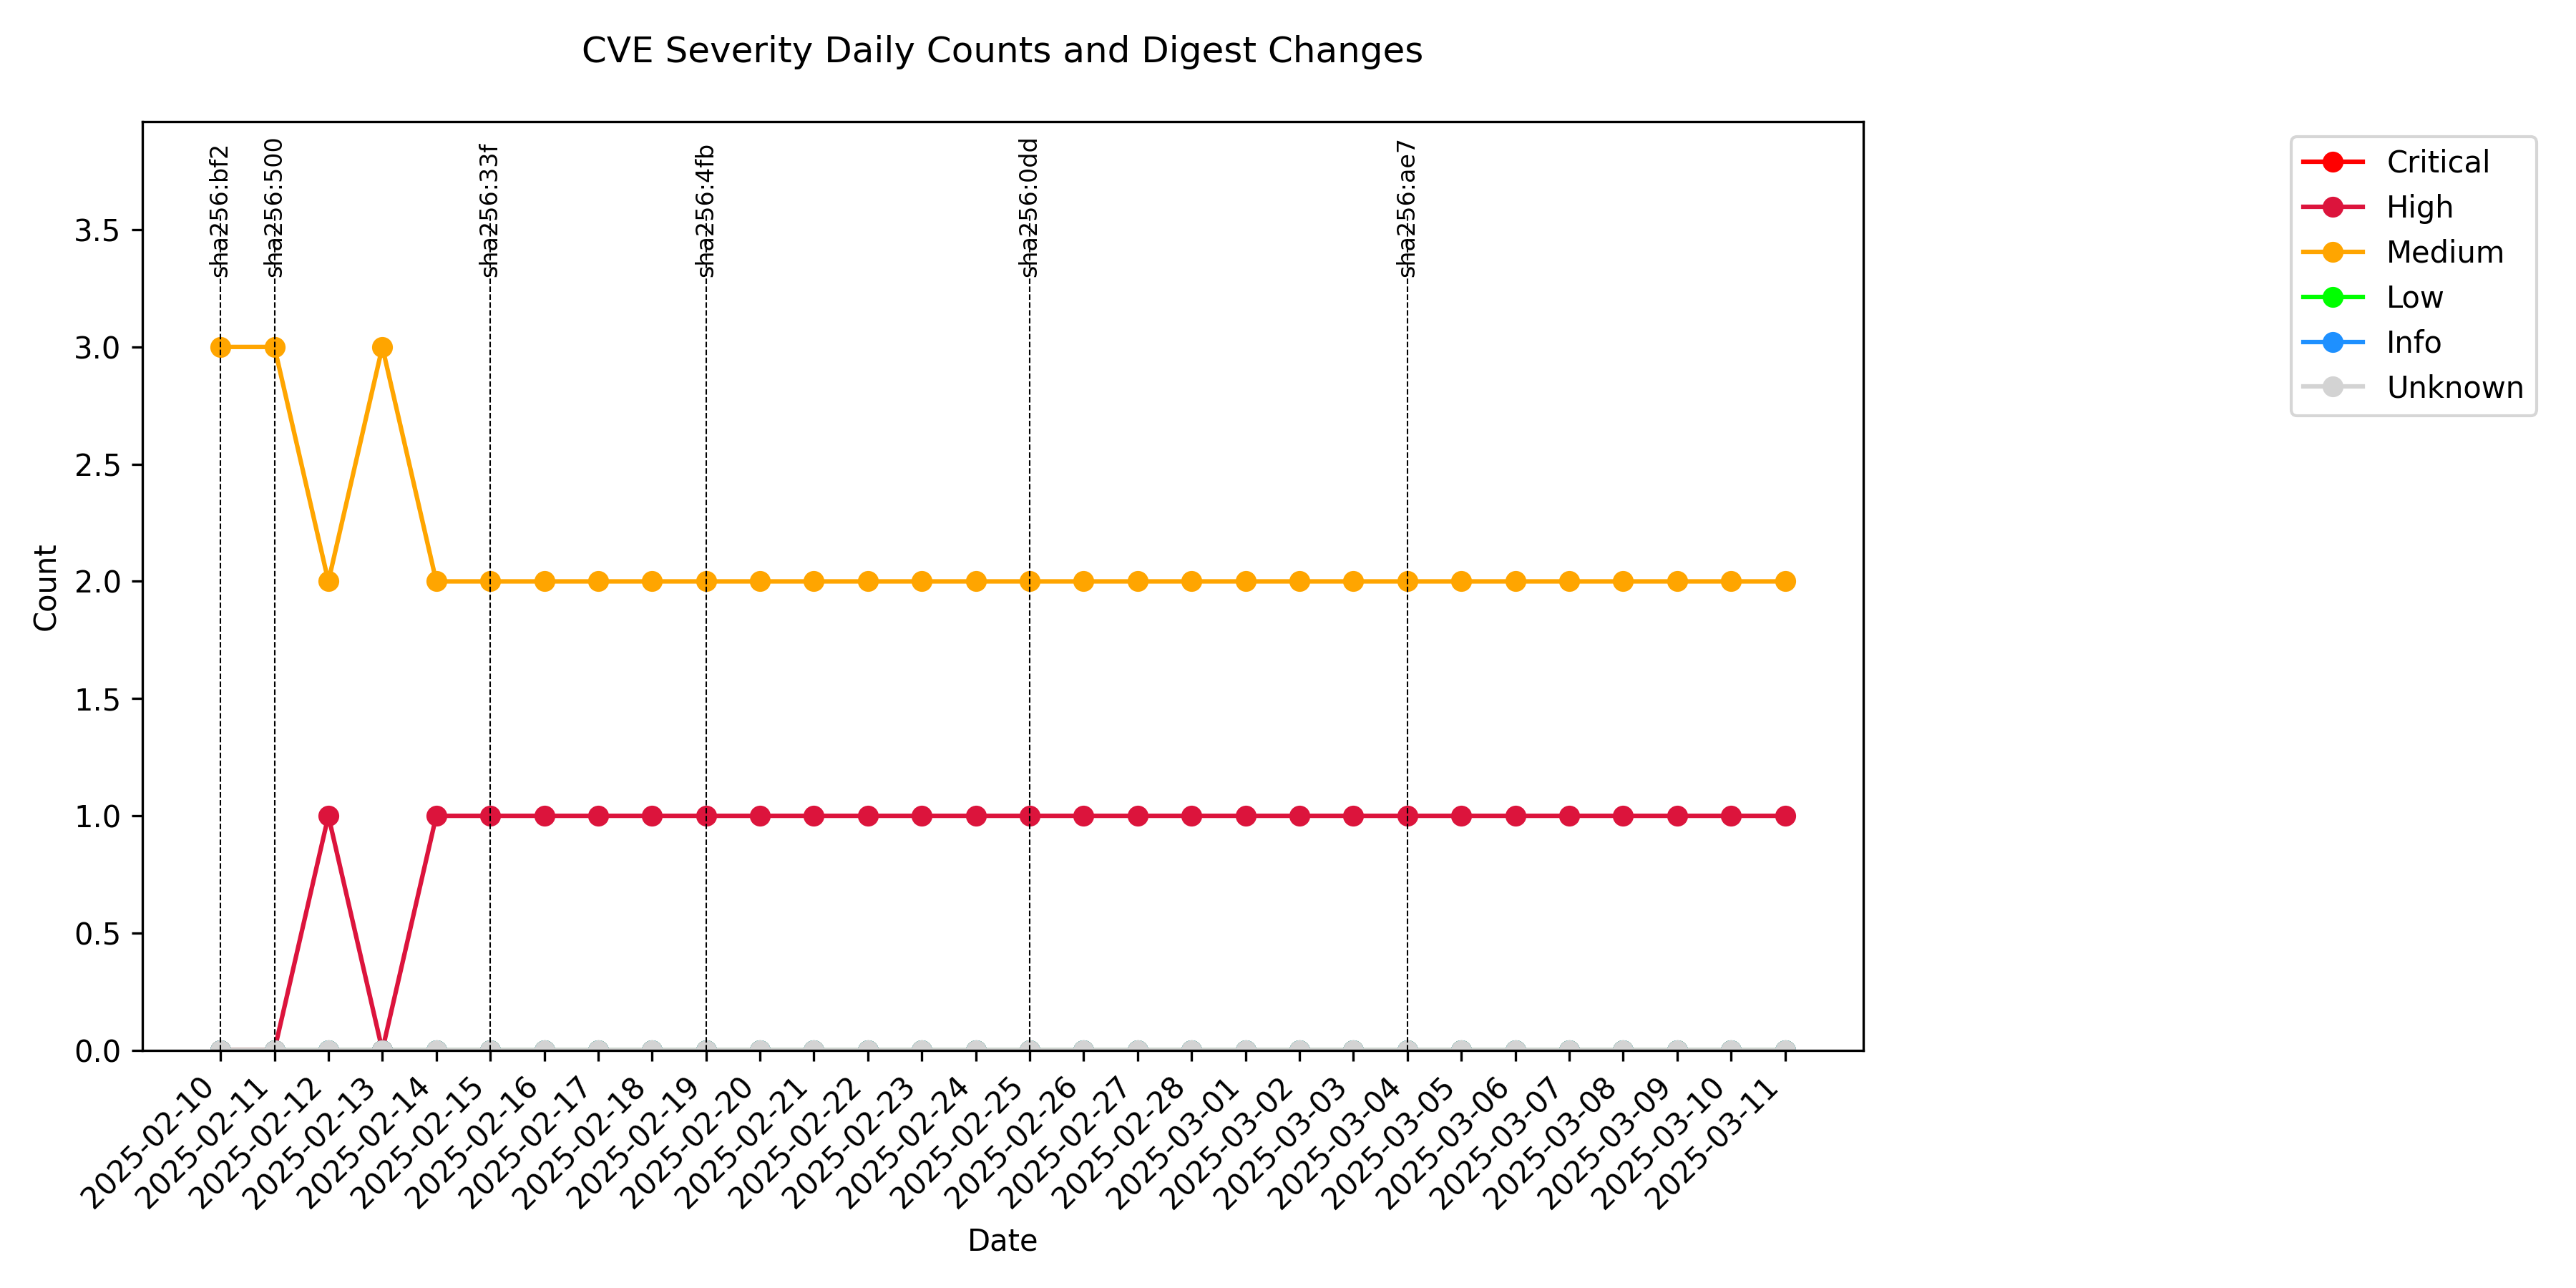 CVE Severity Daily Counts and Digest Changes
sha256:bf2
sha256:500
sha256:33f
sha256:4fb
sha256:0dd
sha256:ae7
Critical
High
Medium
Low
Info
Unknown
3.5
3.0
2.5
2.0
1.5
1.0
0.5
0.0
Count
2025-02-10
2025-02-11
2025-02-12
2025-02-13
2025-02-14
2025-02-15
2025-02-16
2025-02-17
2025-02-18
2025-02-19
2025-02-20
2025-02-21
2025-02-22
2025-02-23
2025-02-24
2025-02-25
2025-02-26
2025-02-27
2025-02-28
2025-03-01
2025-03-02
2025-03-03
2025-03-04
2025-03-05
2025-03-06
2025-03-07
2025-03-08
2025-03-09
2025-03-10
2025-03-11
Date